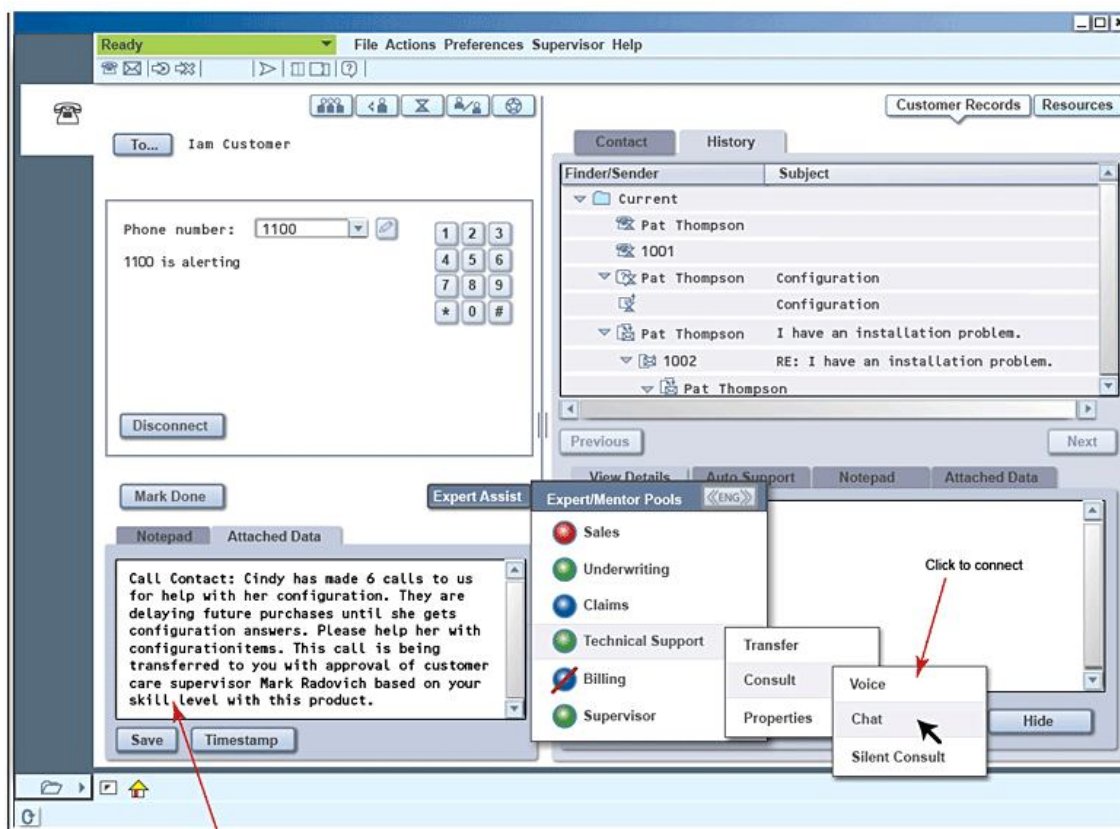 Ready
File Actions Preferences Supervisor Help
Customer Records
Resources
To...
Iam Customer
Contact
History
Finder/Sender
Subject
Current
Pat Thompson
1001
Pat Thompson
Configuration
Configuration
Pat Thompson
I have an installation problem.
1002
RE: I have an installation problem.
Pat Thompson
Phone number:
1100
1100 is alerting
1 2 3
4 5 6
7 8 9
* 0 #
Disconnect
Previous
Next
Mark Done
Expert Assist
View Details
Auto Support
Notepad
Attached Data
Expert/Mentor Pools
ENG
Sales
Underwriting
Claims
Technical Support
Billing
Supervisor
Transfer
Consult
Properties
Click to connect
Voice
Chat
Silent Consult
Hide
Notepad
Attached Data
Call Contact: Cindy has made 6 calls to us
for help with her configuration. They are
delaying future purchases until she gets
configuration answers. Please help her with
configurationitems. This call is being
transferred to you with approval of customer
care supervisor Mark Radovich based on your
skill level with this product.
Save
Timestamp